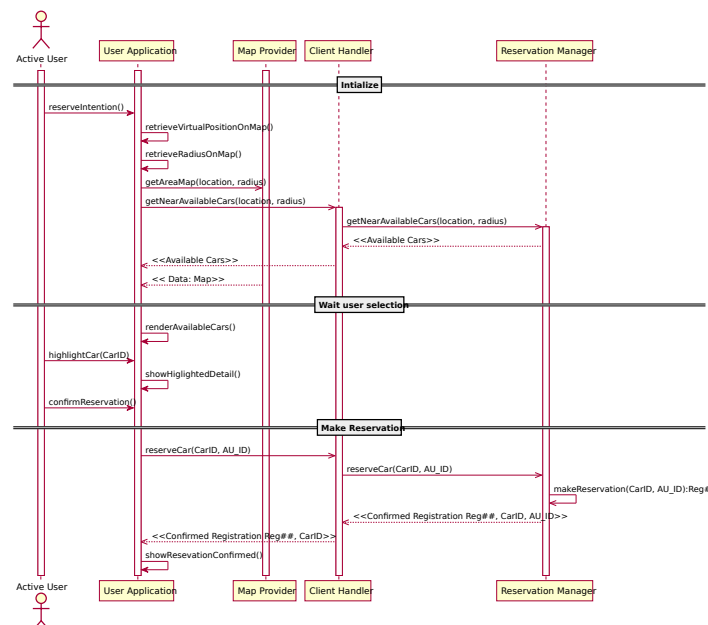 Active User
User Application
Map Provider
Client Handler
Reservation Manager
Intialize
reserveIntention()
retrieveVirtualPositionOnMap()
retrieveRadiusOnMap()
getAreaMap(location, radius)
getNearAvailableCars(location, radius)
getNearAvailableCars(location, radius)
<<Available Cars>>
<<Available Cars>>
<< Data: Map>>
Wait user selection
renderAvailableCars()
highlightCar(CarID)
showHiglightedDetail()
confirmReservation()
Make Reservation
reserveCar(CarID, AU_ID)
reserveCar(CarID, AU_ID)
makeReservation(CarID, AU_ID):Reg#
<<Confirmed Registration Reg##, CarID, AU_ID>>
<<Confirmed Registration Reg##, CarID>>
showResevationConfirmed()
Active User
User Application
Map Provider
Client Handler
Reservation Manager